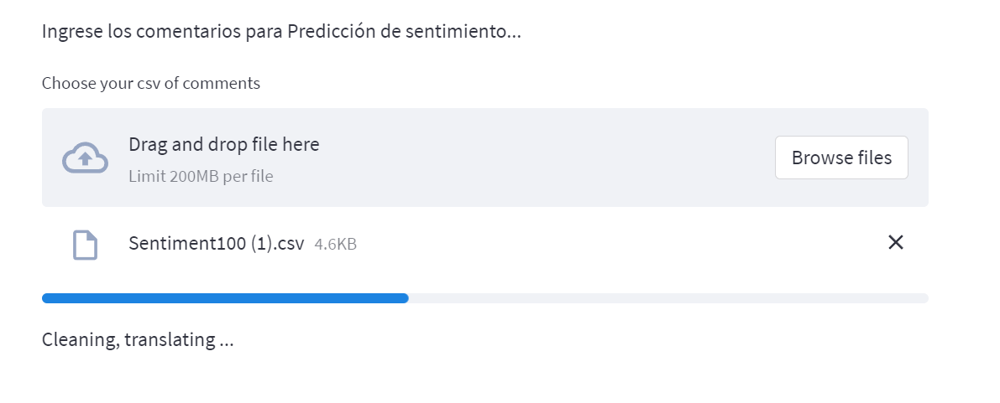 Ingrese los comentarios para Predicción de sentimiento...
Choose your csv of comments
Drag and drop file here
Limit 200MB per file
Browse files
Sentiment100 (1).csv 4.6KB
Cleaning, translating ...